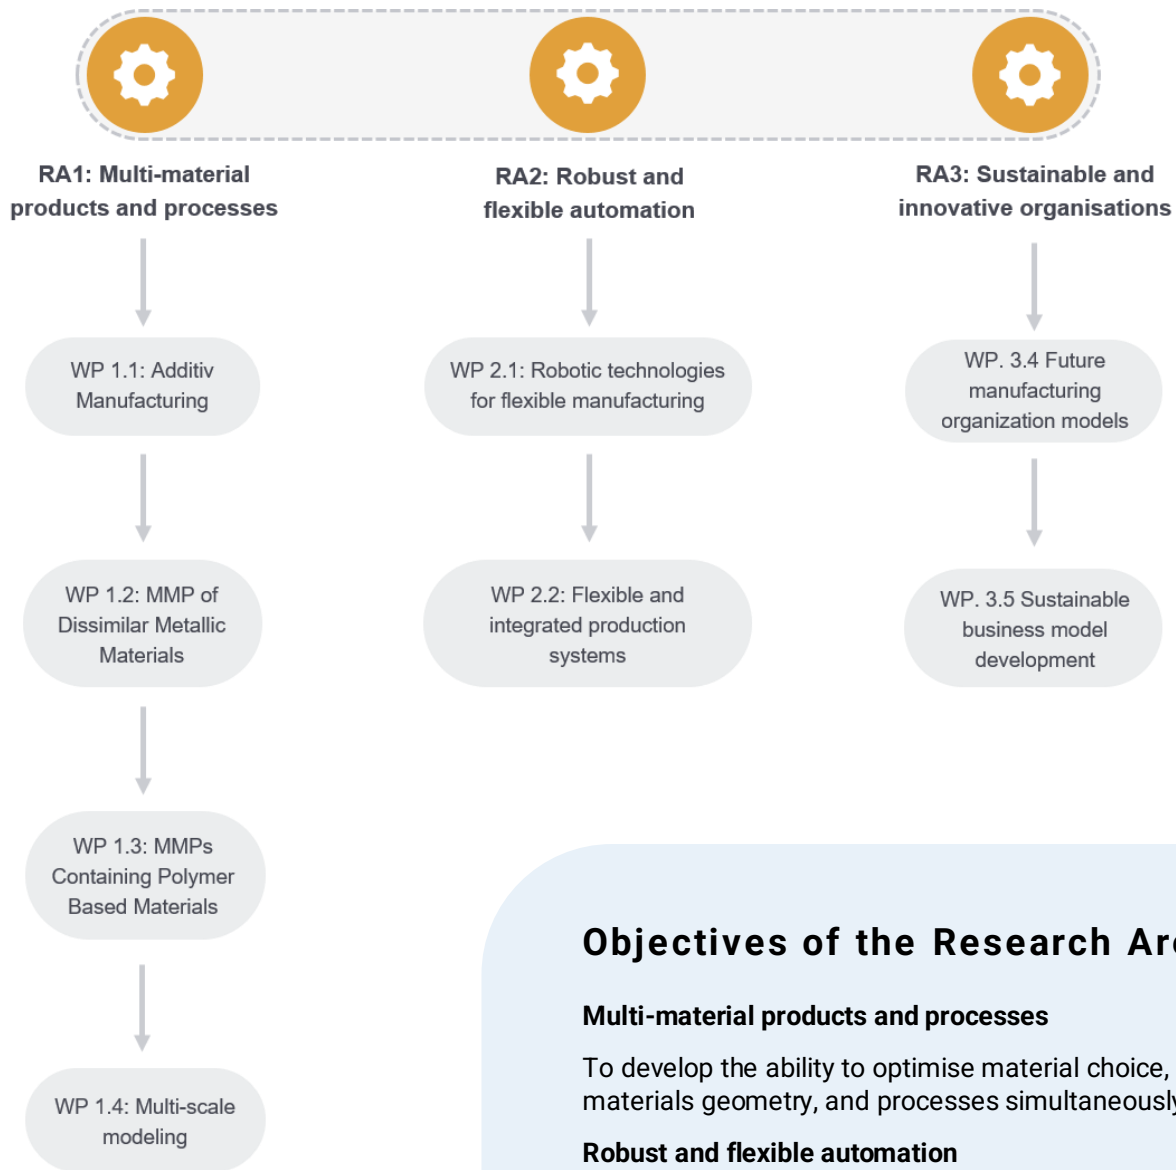 RA1: Multi-material
products and processes
WP 1.1: Additiv
Manufacturing
WP 1.2: MMP of
Dissimilar Metallic
Materials
WP 1.3: MMPs
Containing Polymer
Based Materials
WP 1.4: Multi-scale
modeling
RA2: Robust and
flexible automation
WP 2.1: Robotic technologies
for flexible manufacturing
WP 2.2: Flexible and
integrated production
systems
RA3: Sustainable and
innovative organisations
WP. 3.4 Future
manufacturing
organization models
WP. 3.5 Sustainable
business model
development
Objectives of the Research
Multi-material products and processes
To develop the ability to optimise material choice,
materials geometry, and processes simultaneously
Robust and flexible automation